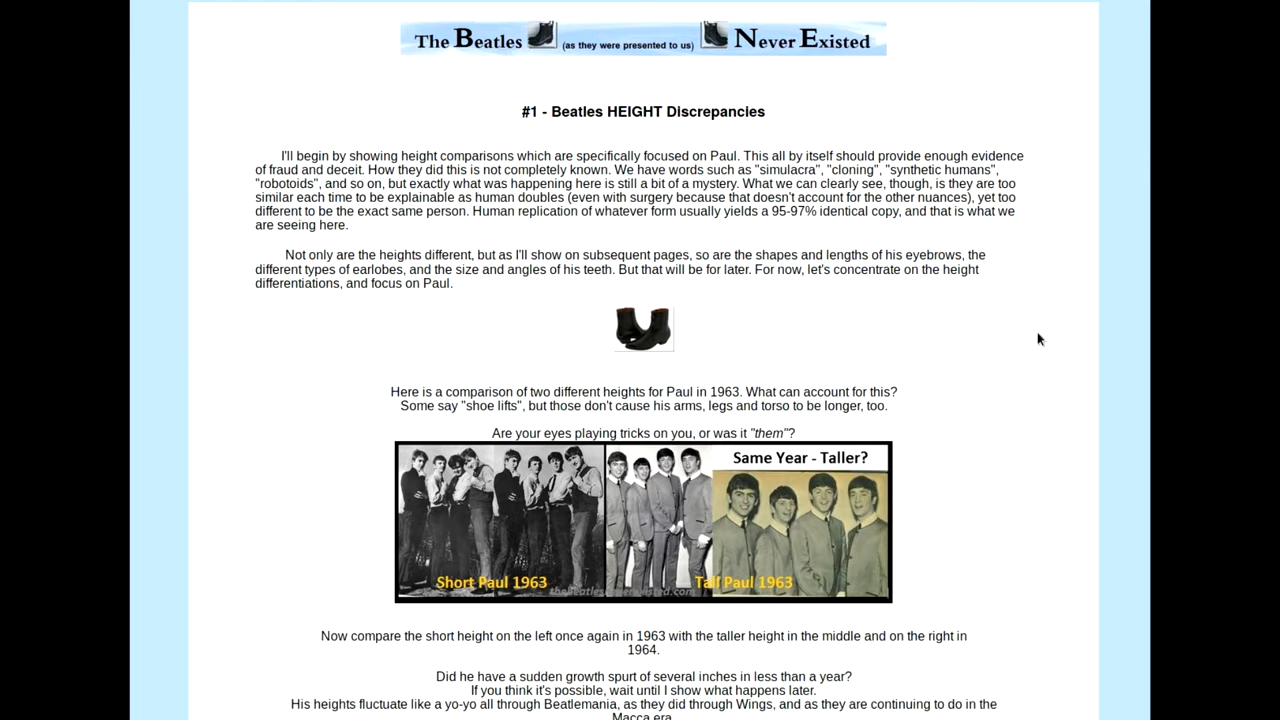 The Beatles (as they were presented to us) Never Existed
#1 - Beatles HEIGHT Discrepancies
I'll begin by showing height comparisons which are specifically focused on Paul. This all by itself should provide enough evidence
of fraud and deceit. How they did this is not completely known. We have words such as "simulacra", "cloning", "synthetic humans",
"robotoids", and so on, but exactly what was happening here is still a bit of a mystery. What we can clearly see, though, is they are too
similar each time to be explainable as human doubles (even with surgery because that doesn't account for the other nuances), yet too
different to be the exact same person. Human replication of whatever form usually yields a 95-97% identical copy, and that is what we
are seeing here.
Not only are the heights different, but as I'll show on subsequent pages, so are the shapes and lengths of his eyebrows, the
different types of earlobes, and the size and angles of his teeth. But that will be for later. For now, let's concentrate on the height
differentiations, and focus on Paul.
Here is a comparison of two different heights for Paul in 1963. What can account for this?
Some say "shoe lifts", but those don't cause his arms, legs and torso to be longer, too.
Are your eyes playing tricks on you, or was it "them"?
Same Year - Taller?
Short Paul 1963
Tall Paul 1963
Now compare the short height on the left once again in 1963 with the taller height in the middle and on the right in
1964.
Did he have a sudden growth spurt of several inches in less than a year?
If you think it's possible, wait until I show what happens later.
His heights fluctuate like a yo-yo all through Beatlemania, as they did through Wings, and as they are continuing to do in the
Macca era.